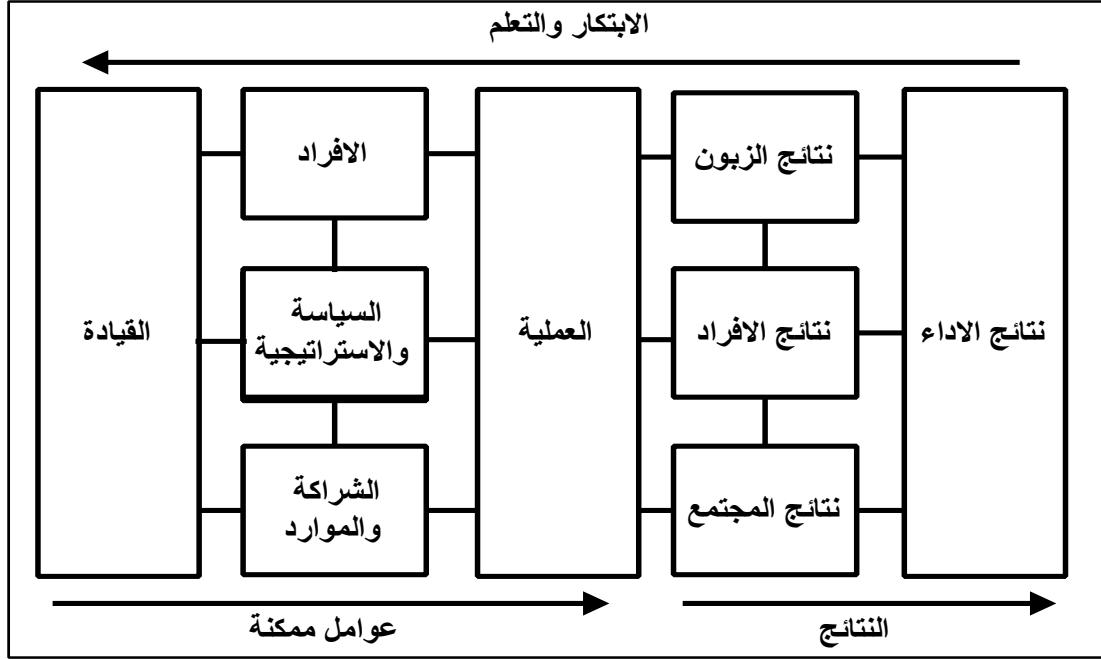 الابتكار والتعلم
القيادة
الافراد
السياسة
والاستراتيجية
الشراكة
والموارد
العملية
نتائج الزبون
نتائج الافراد
نتائج المجتمع
نتائج الاداء
عوامل ممكنة
النتائج